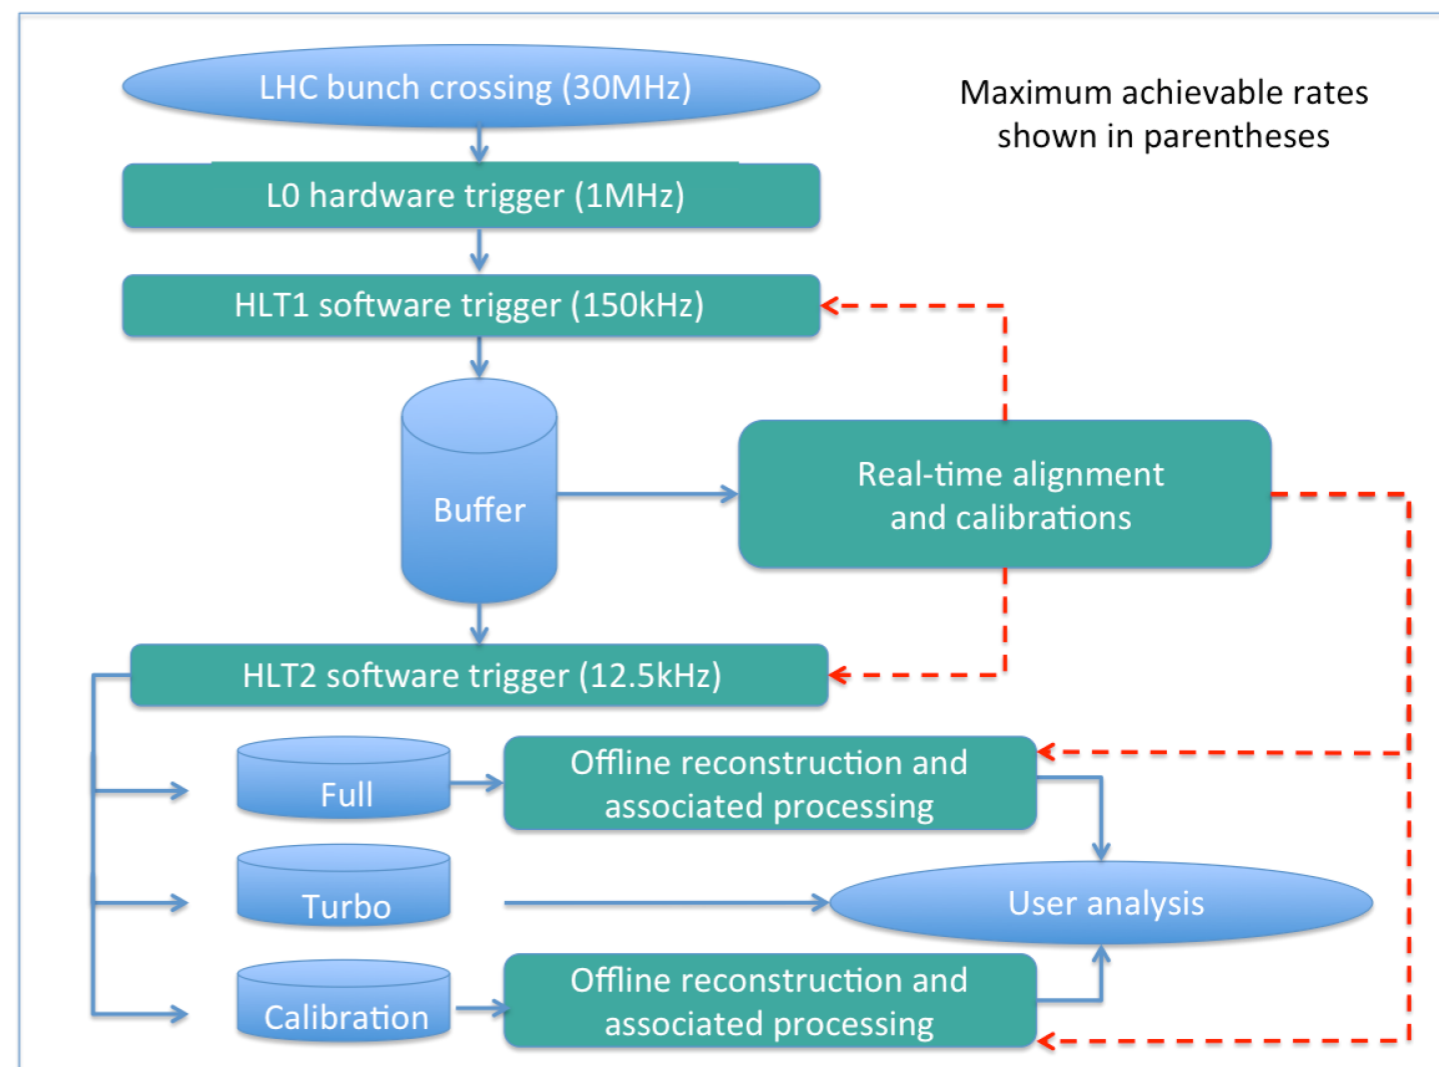 LHC bunch crossing (30MHz)
Maximum achievable rates
shown in parentheses
L0 hardware trigger (1MHz)
HLT1 software trigger (150kHz)
Buffer
Real-time alignment
and calibrations
HLT2 software trigger (12.5kHz)
Full
Offline reconstruction and
associated processing
Turbo
User analysis
Calibration
Offline reconstruction and
associated processing